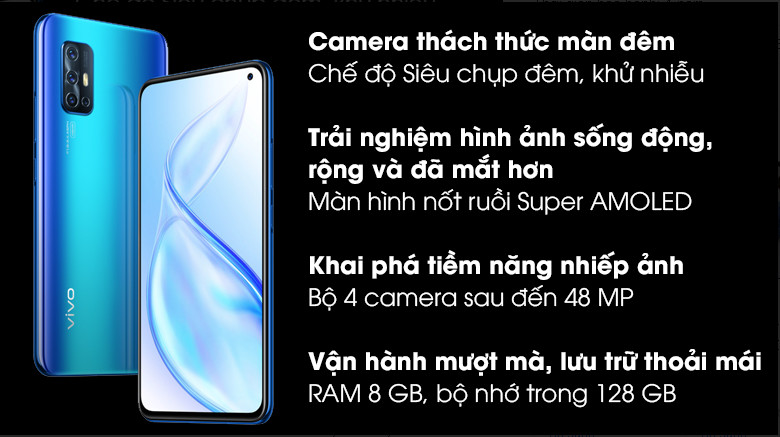 Camera thách thức màn đêm
Chế độ Siêu chụp đêm, khử nhiễu
Trải nghiệm hình ảnh sống động,
rộng và đã mắt hơn
Màn hình nốt ruồi Super AMOLED
Khai phá tiềm năng nhiếp ảnh
Bộ 4 camera sau đến 48 MP
Vận hành mượt mà, lưu trữ thoải mái
RAM 8 GB, bộ nhớ trong 128 GB
vivo